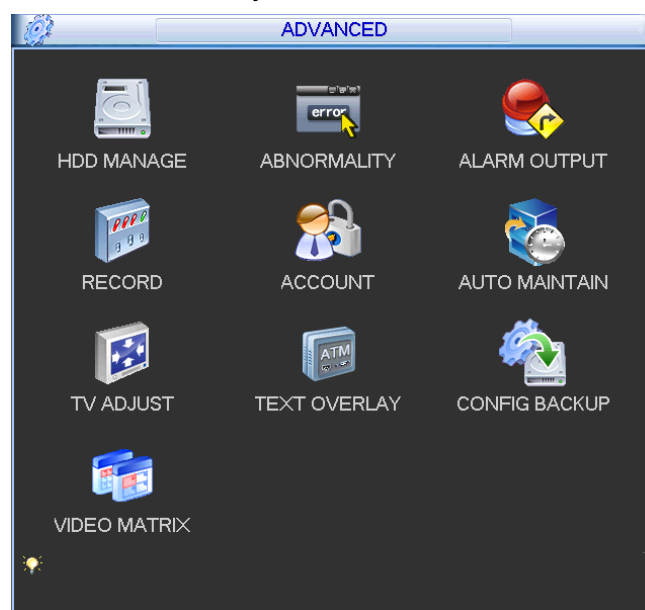 ADVANCED
error
HDD MANAGE
ABNORMALITY
ALARM OUTPUT
RECORD
ACCOUNT
AUTO MAINTAIN
ATM
TV ADJUST
TEXT OVERLAY
CONFIG BACKUP
VIDEO MATRIX